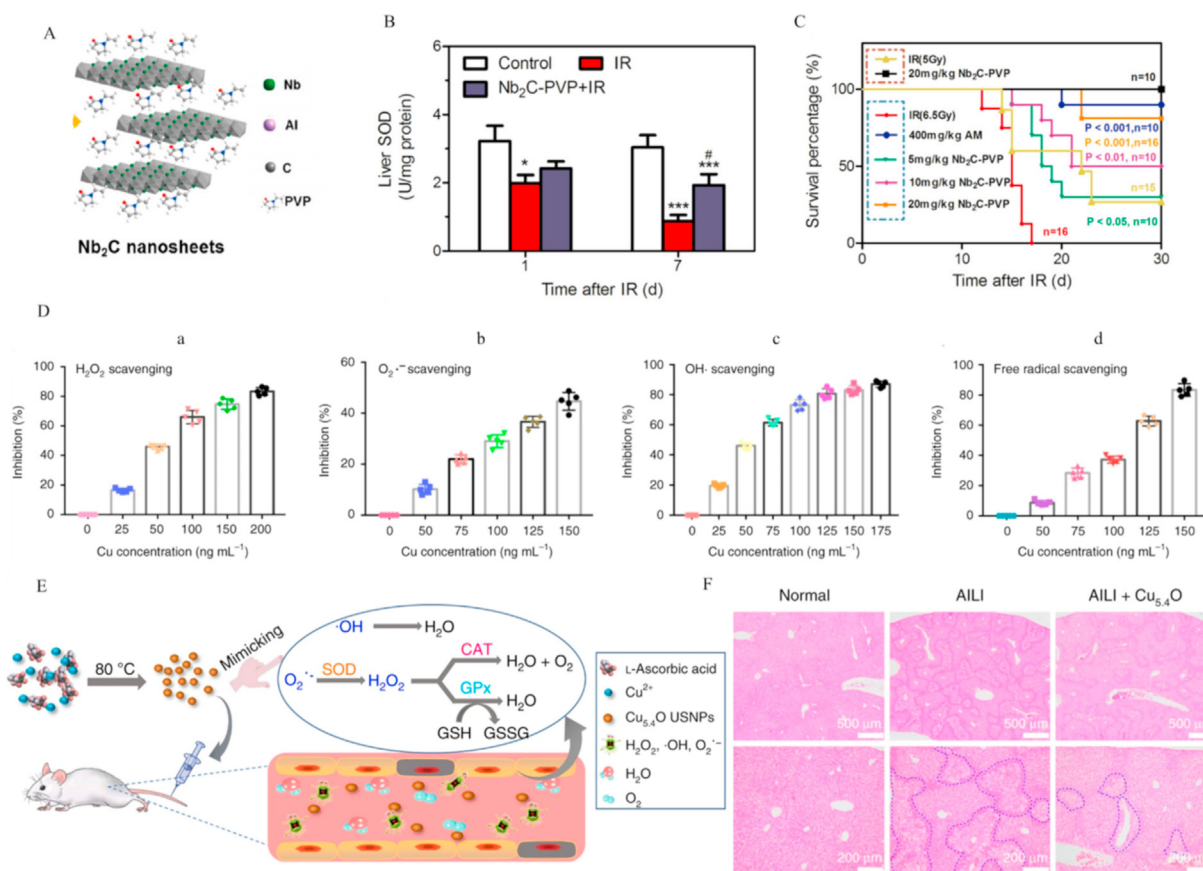 A
Nb
Al
C
PVP
Nb₂C nanosheets
B
Liver SOD
(U/mg protein)
6
4
2
0
Control
IR
Nb₂C-PVP+IR
*
***
#
***
1
7
Time after IR (d)
C
Survival percentage (%)
100
50
0
IR(5Gy)
20mg/kg Nb₂C-PVP
IR(6.5Gy)
400mg/kg AM
5mg/kg Nb₂C-PVP
10mg/kg Nb₂C-PVP
20mg/kg Nb₂C-PVP
n=10
P < 0.001,n=10
P < 0.001,n=16
P < 0.01, n=10
n=15
P < 0.05, n=10
n=16
0
10
20
30
Time after IR (d)
D
a
H₂O₂ scavenging
Inhibition (%)
100
80
60
40
20
0
0 25 50 100 150 200
Cu concentration (ng mL⁻¹)
b
O₂·⁻ scavenging
Inhibition (%)
60
40
20
0
0 50 75 100 125 150
Cu concentration (ng mL⁻¹)
c
OH· scavenging
Inhibition (%)
100
80
60
40
20
0
0 25 50 75 100 125 150 175
Cu concentration (ng mL⁻¹)
d
Free radical scavenging
Inhibition (%)
100
80
60
40
20
0
0 50 75 100 125 150
Cu concentration (ng mL⁻¹)
E
80 °C
Mimicking
·OH
H₂O
O₂·⁻
SOD
H₂O₂
CAT
H₂O + O₂
GPx
H₂O
GSH
GSSG
L-Ascorbic acid
Cu²⁺
Cu₅.₄O USNPs
H₂O₂, ·OH, O₂·⁻
H₂O
O₂
F
Normal
AILI
AILI + Cu₅.₄O
500 μm
500 μm
500 μm
200 μm
200 μm
200 μm